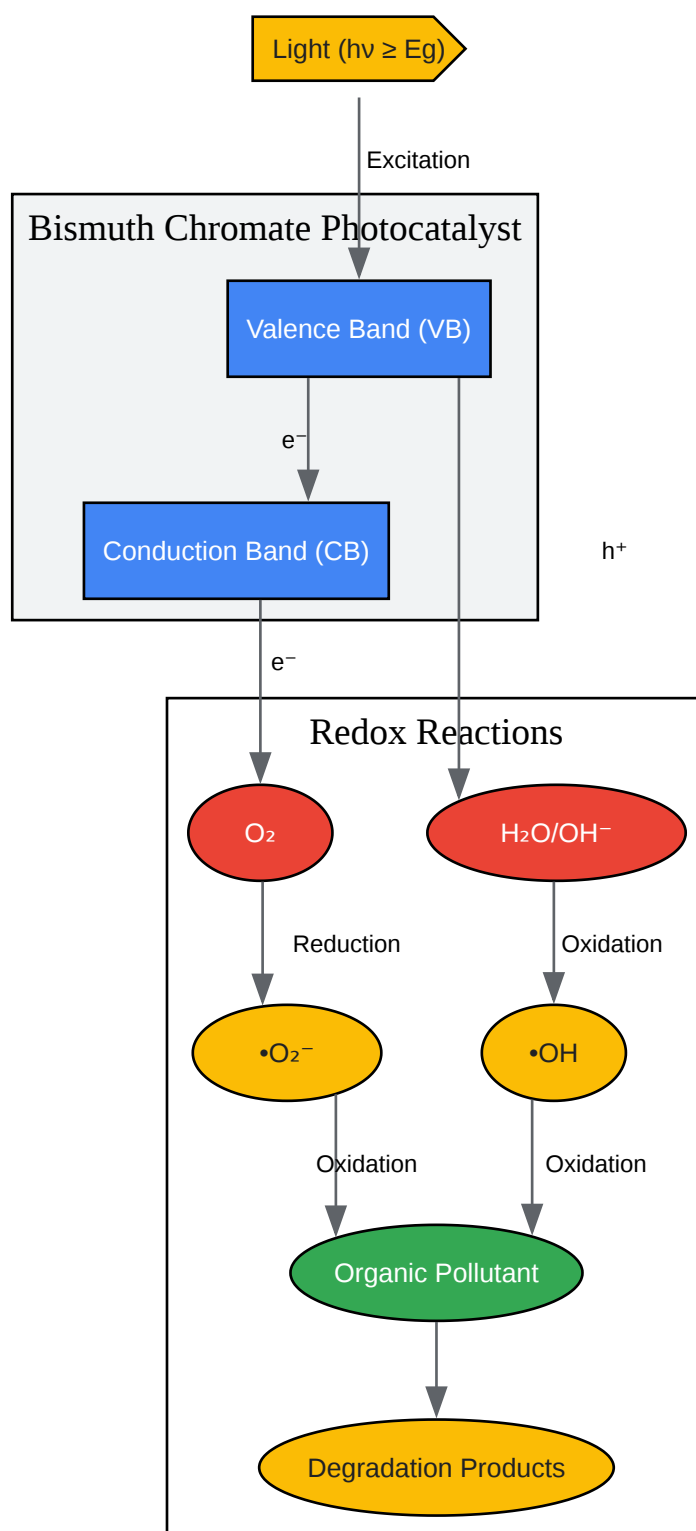 Light (hν ≥ Eg)
Excitation
Bismuth Chromate Photocatalyst
Valence Band (VB)
e⁻
Conduction Band (CB)
h⁺
e⁻
Redox Reactions
O₂
H₂O/OH⁻
Reduction
Oxidation
•O₂⁻
•OH
Oxidation
Oxidation
Organic Pollutant
Degradation Products